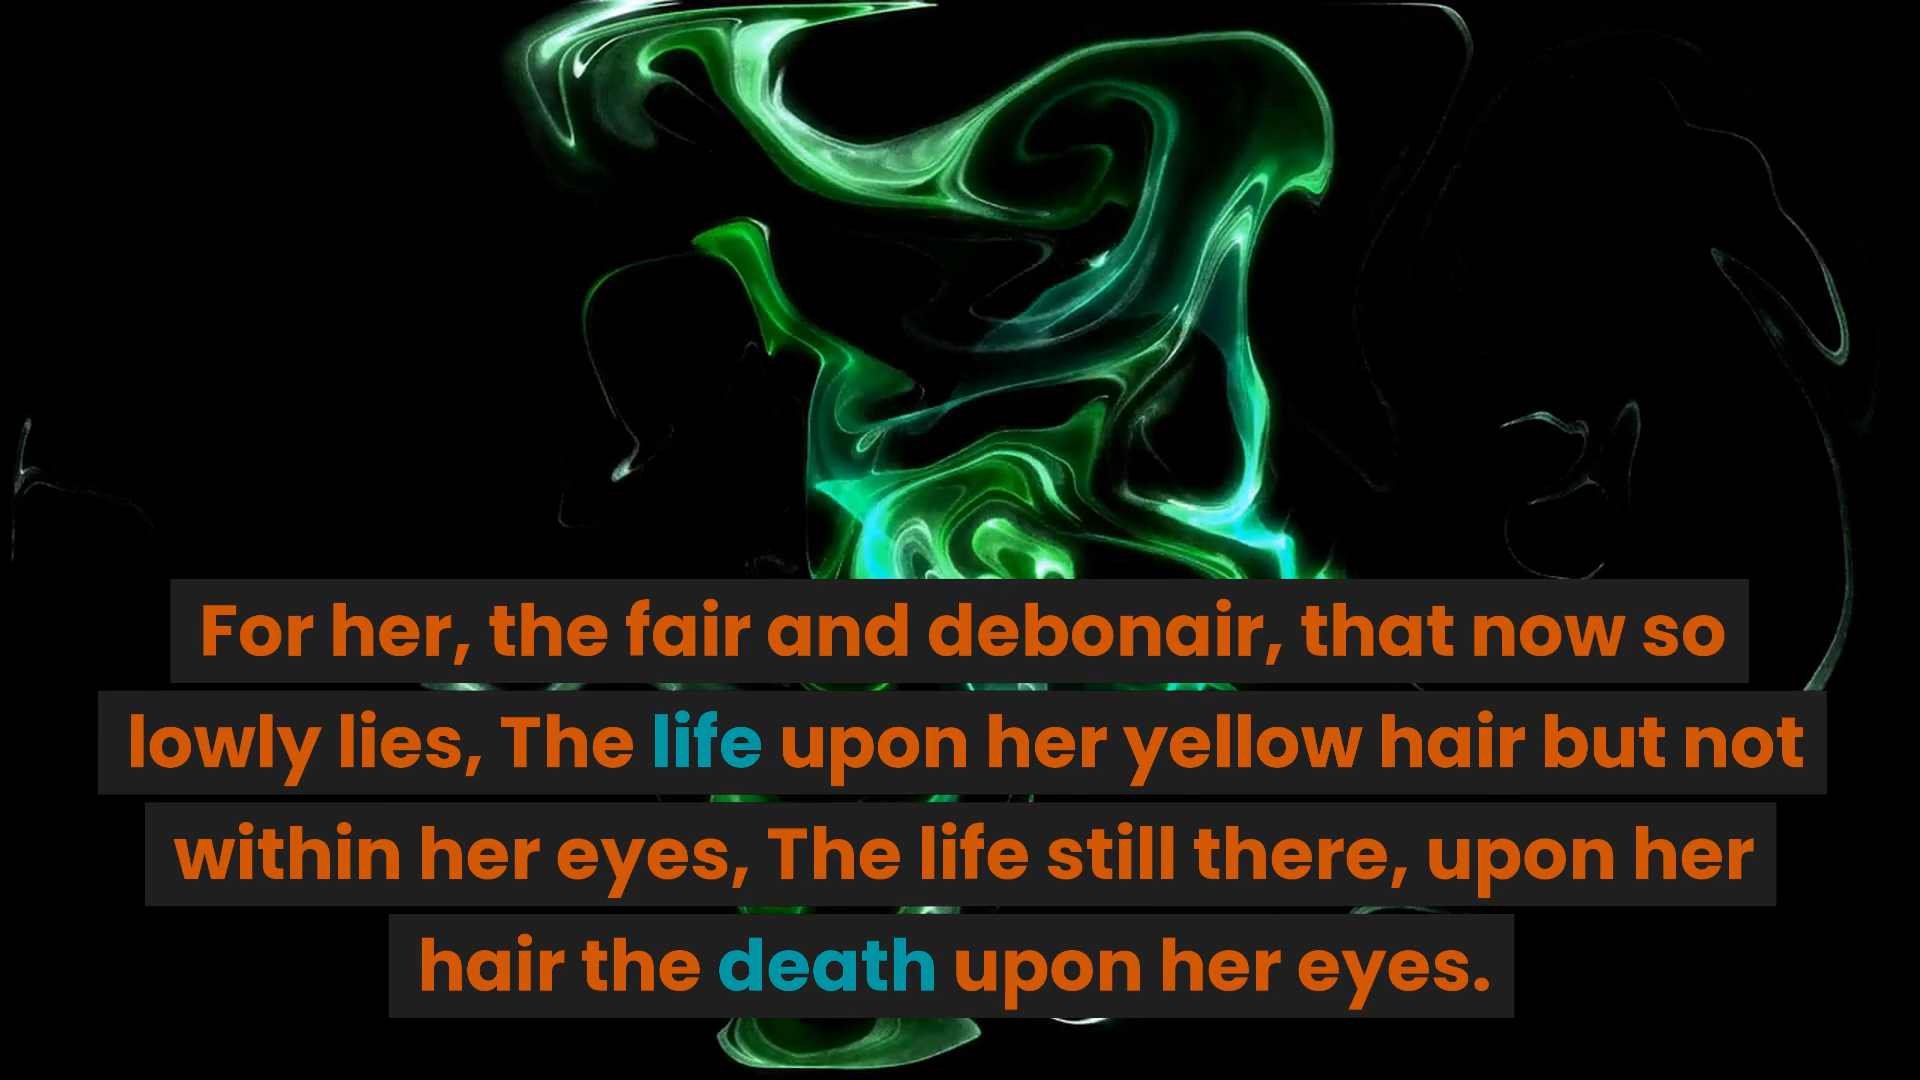 For her, the fair and debonair, that now so
lowly lies, The life upon her yellow hair but not
within her eyes, The life still there, upon her
hair the death upon her eyes.